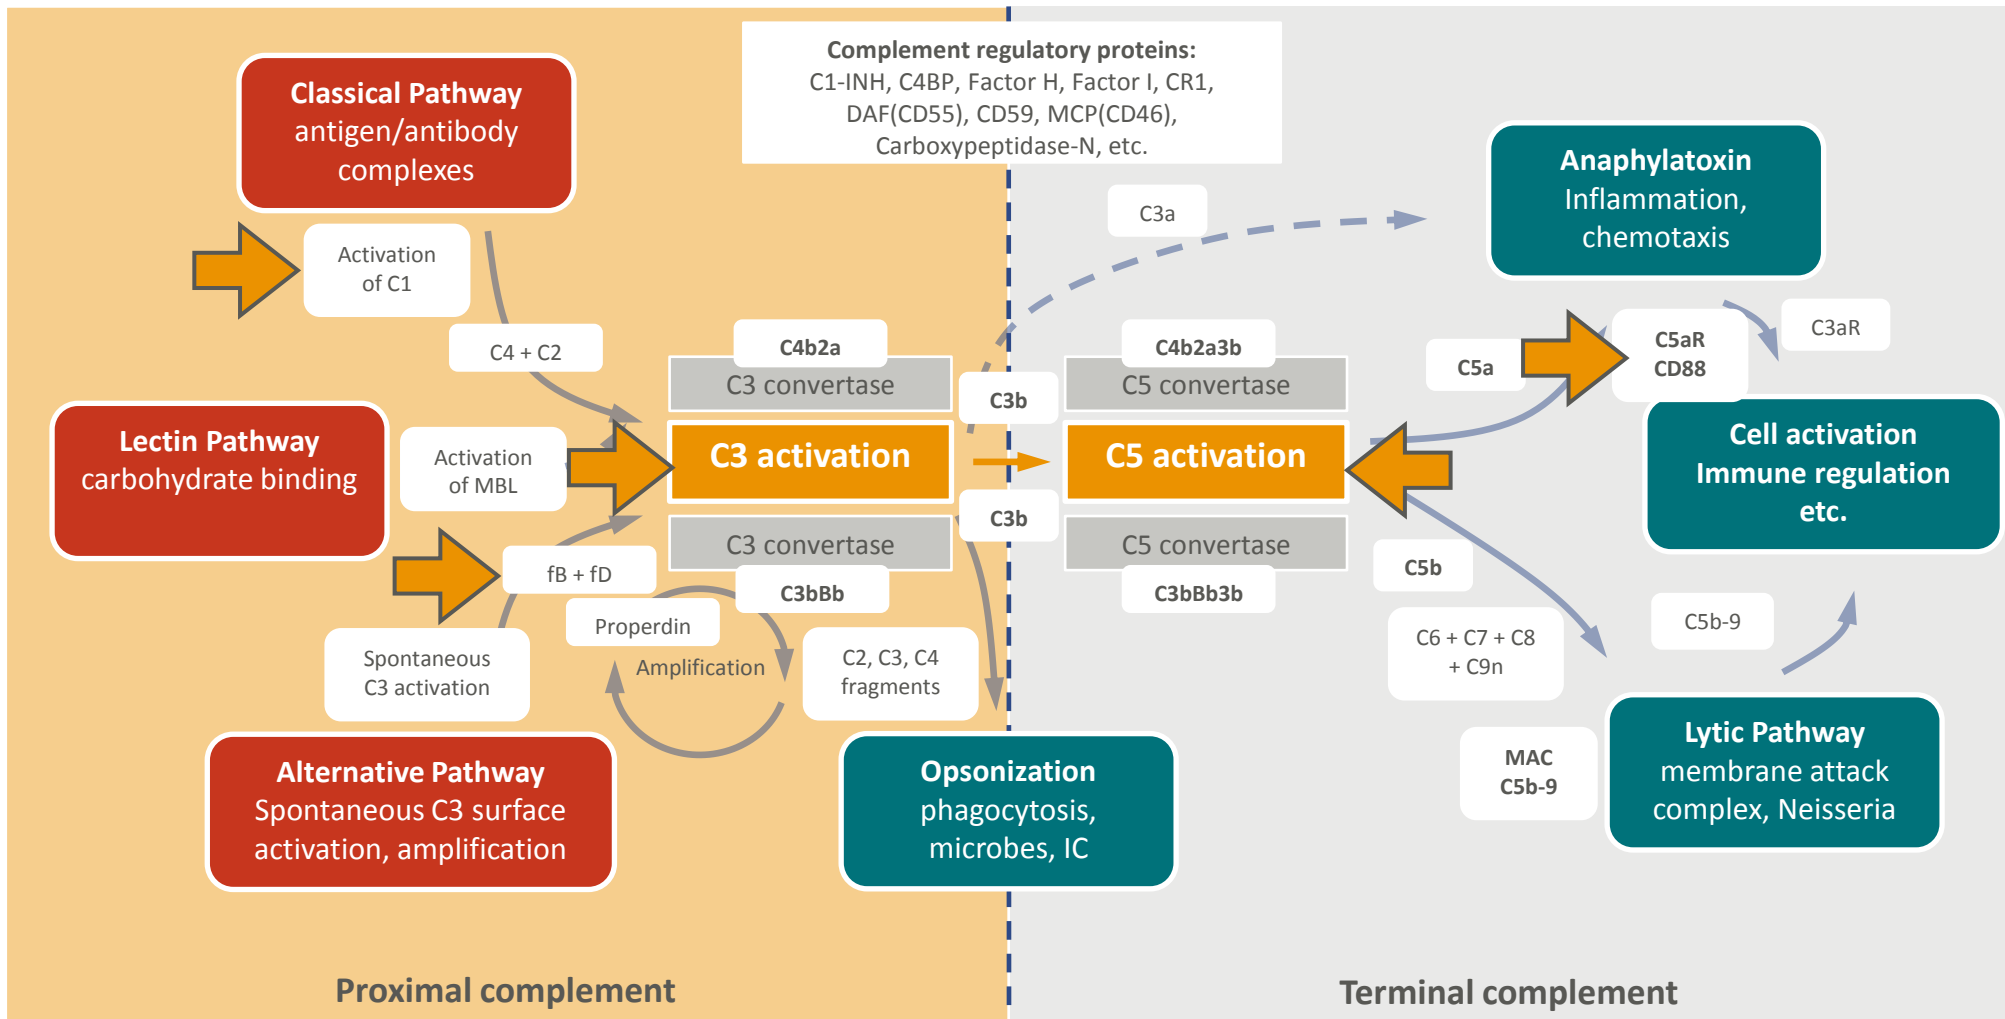 Complement regulatory proteins:
C1-INH, C4BP, Factor H, Factor I, CR1,
DAF(CD55), CD59, MCP(CD46),
Carboxypeptidase-N, etc.
Classical Pathway
antigen/antibody
complexes
Activation
of C1
C4 + C2
Lectin Pathway
carbohydrate binding
Activation
of MBL
fB + fD
Properdin
Amplification
Spontaneous
C3 activation
Alternative Pathway
Spontaneous C3 surface
activation, amplification
C4b2a
C3 convertase
C3 activation
C3 convertase
C3bBb
C2, C3, C4
fragments
Opsonization
phagocytosis,
microbes, IC
C3a
C3b
C3b
C4b2a3b
C5 convertase
C5 activation
C5 convertase
C3bBb3b
Anaphylatoxin
Inflammation,
chemotaxis
C5a
C5aR
CD88
C3aR
Cell activation
Immune regulation
etc.
C5b
C6 + C7 + C8
+ C9n
C5b-9
MAC
C5b-9
Lytic Pathway
membrane attack
complex, Neisseria
Proximal complement
Terminal complement